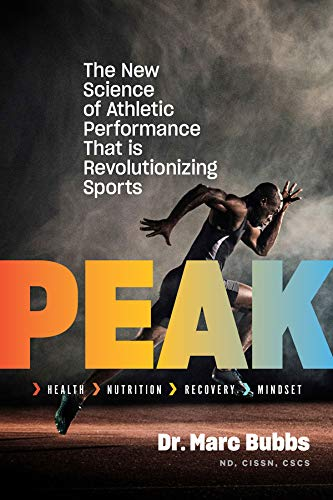 The New
Science
of Athletic
Performance
That is
Revolutionizing
Sports
PEAK
HEALTH NUTRITION RECOVERY MINDSET
Dr. Marc Bubbs
ND, CISSN, CSCS